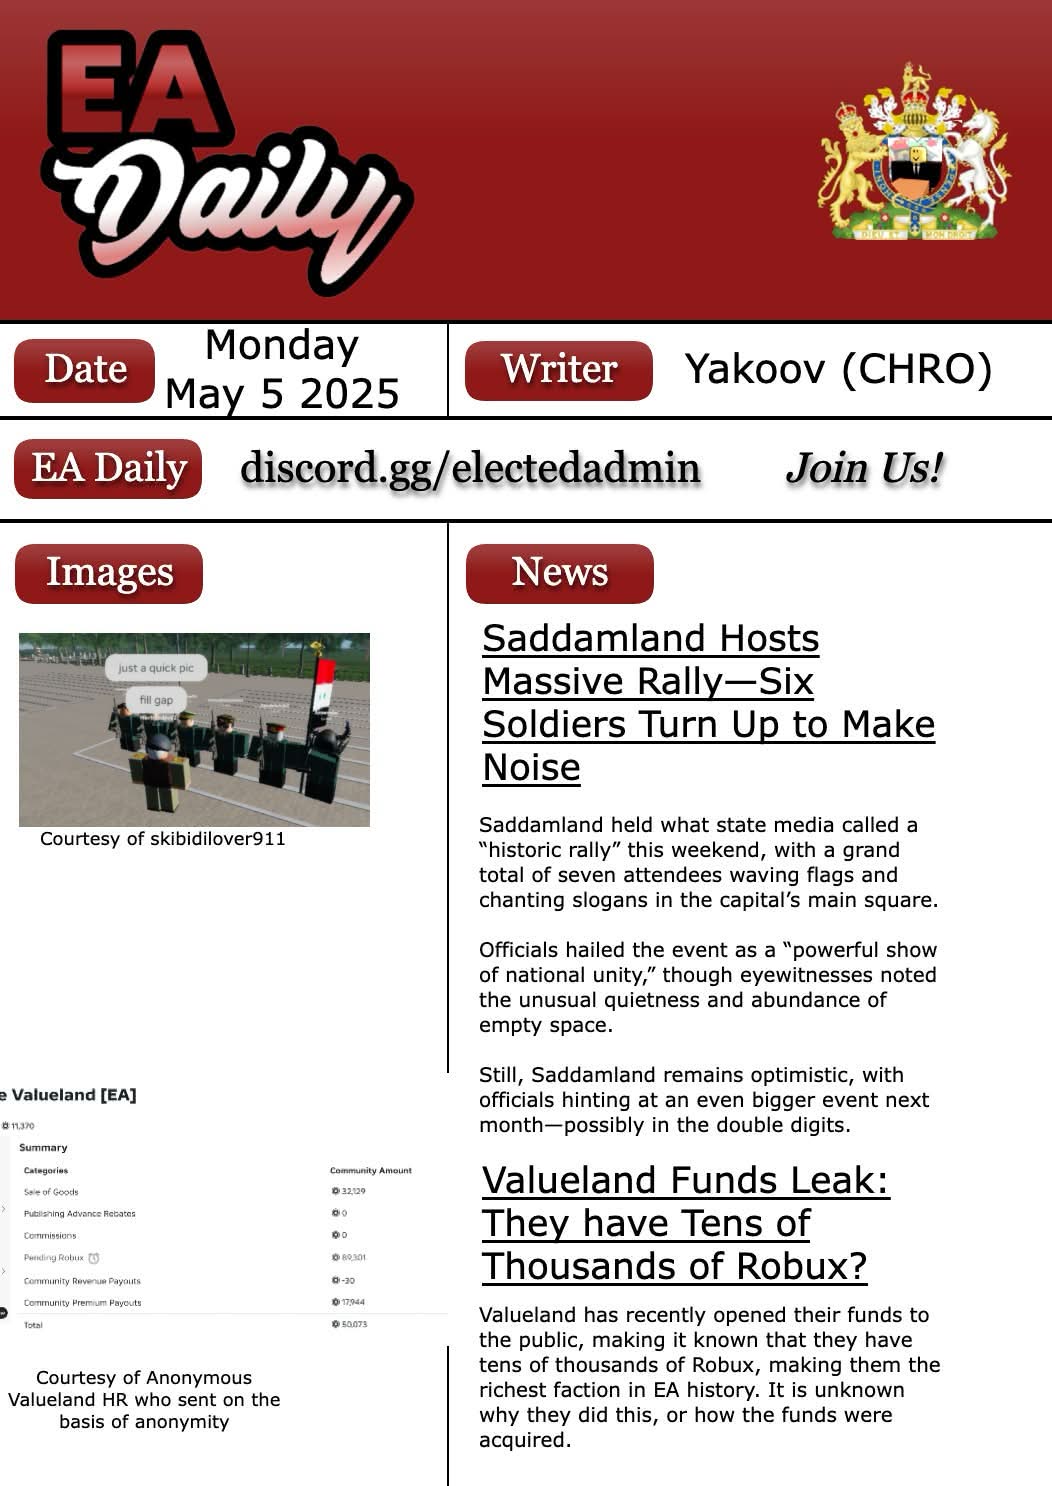 EA
Daily
DIEU ET MON DROIT
Date
Monday
May 5 2025
Writer
Yakoov (CHRO)
EA Daily
discord.gg/electedadmin
Join Us!
Images
just a quick pic
fill gap
Courtesy of skibidilover911
e Valueland [EA]
11,370
Summary
Categories Community Amount
Sale of Goods 32,129
Publishing Advance Rebates 0
Commissions 0
Pending Robux 89,301
Community Revenue Payouts -30
Community Premium Payouts 17,944
Total 50,073
Courtesy of Anonymous
Valueland HR who sent on the
basis of anonymity
News
Saddamland Hosts
Massive Rally—Six
Soldiers Turn Up to Make
Noise
Saddamland held what state media called a
“historic rally” this weekend, with a grand
total of seven attendees waving flags and
chanting slogans in the capital’s main square.
Officials hailed the event as a “powerful show
of national unity,” though eyewitnesses noted
the unusual quietness and abundance of
empty space.
Still, Saddamland remains optimistic, with
officials hinting at an even bigger event next
month—possibly in the double digits.
Valueland Funds Leak:
They have Tens of
Thousands of Robux?
Valueland has recently opened their funds to
the public, making it known that they have
tens of thousands of Robux, making them the
richest faction in EA history. It is unknown
why they did this, or how the funds were
acquired.